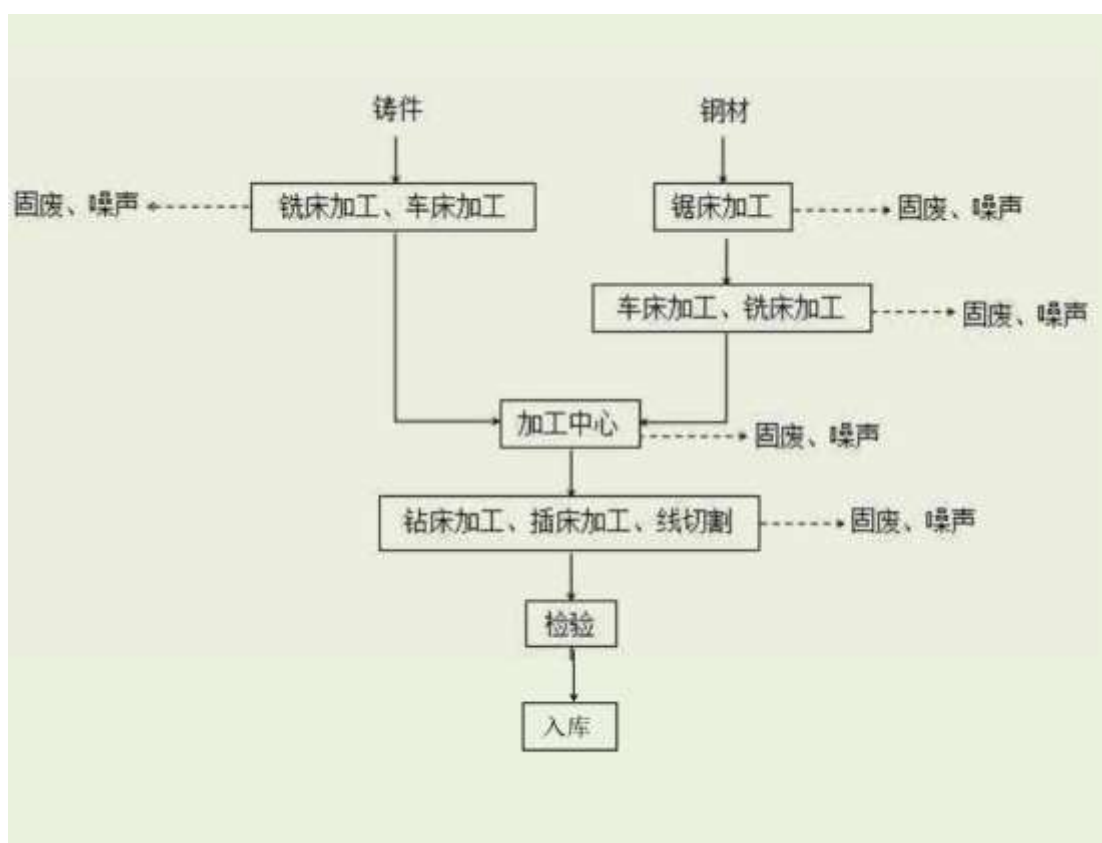 铸件
钢材
固废、噪声
铣床加工、车床加工
锯床加工
固废、噪声
车床加工、铣床加工
固废、噪声
加工中心
固废、噪声
钻床加工、插床加工、线切割
固废、噪声
检验
入库